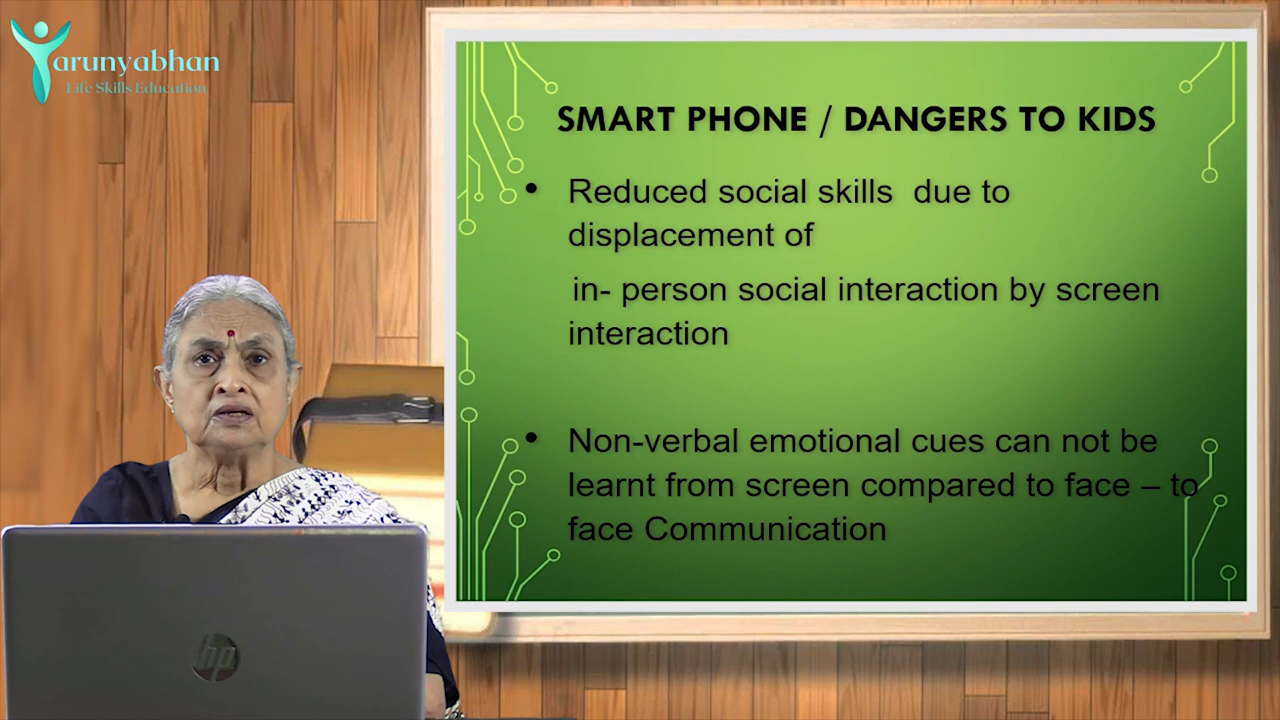 arunyabhan
Life Skills Education
SMART PHONE / DANGERS TO KIDS
• Reduced social skills due to
displacement of
in- person social interaction by screen
interaction
• Non-verbal emotional cues can not be
learnt from screen compared to face – to
face Communication
hp